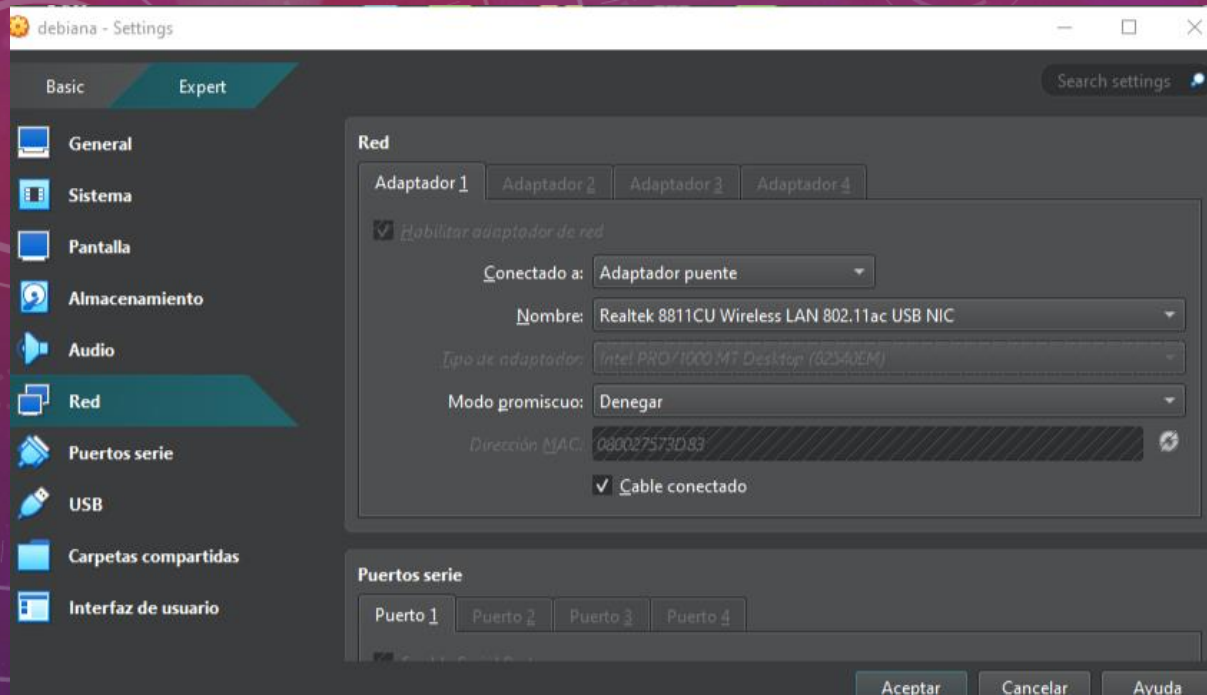 debiana - Settings
Basic
Expert
Search settings
General
Sistema
Pantalla
Almacenamiento
Audio
Red
Puertos serie
USB
Carpetas compartidas
Interfaz de usuario
Red
Adaptador 1
Adaptador 2
Adaptador 3
Adaptador 4
Habilitar adaptador de red
Conectado a: Adaptador puente
Nombre: Realtek 8811CU Wireless LAN 802.11ac USB NIC
Tipo de adaptador: Intel PRO/1000 MT Desktop (82540EM)
Modo promiscuo: Denegar
Dirección MAC: 080027573D83
Cable conectado
Puertos serie
Puerto 1
Puerto 2
Puerto 3
Puerto 4
Aceptar
Cancelar
Ayuda